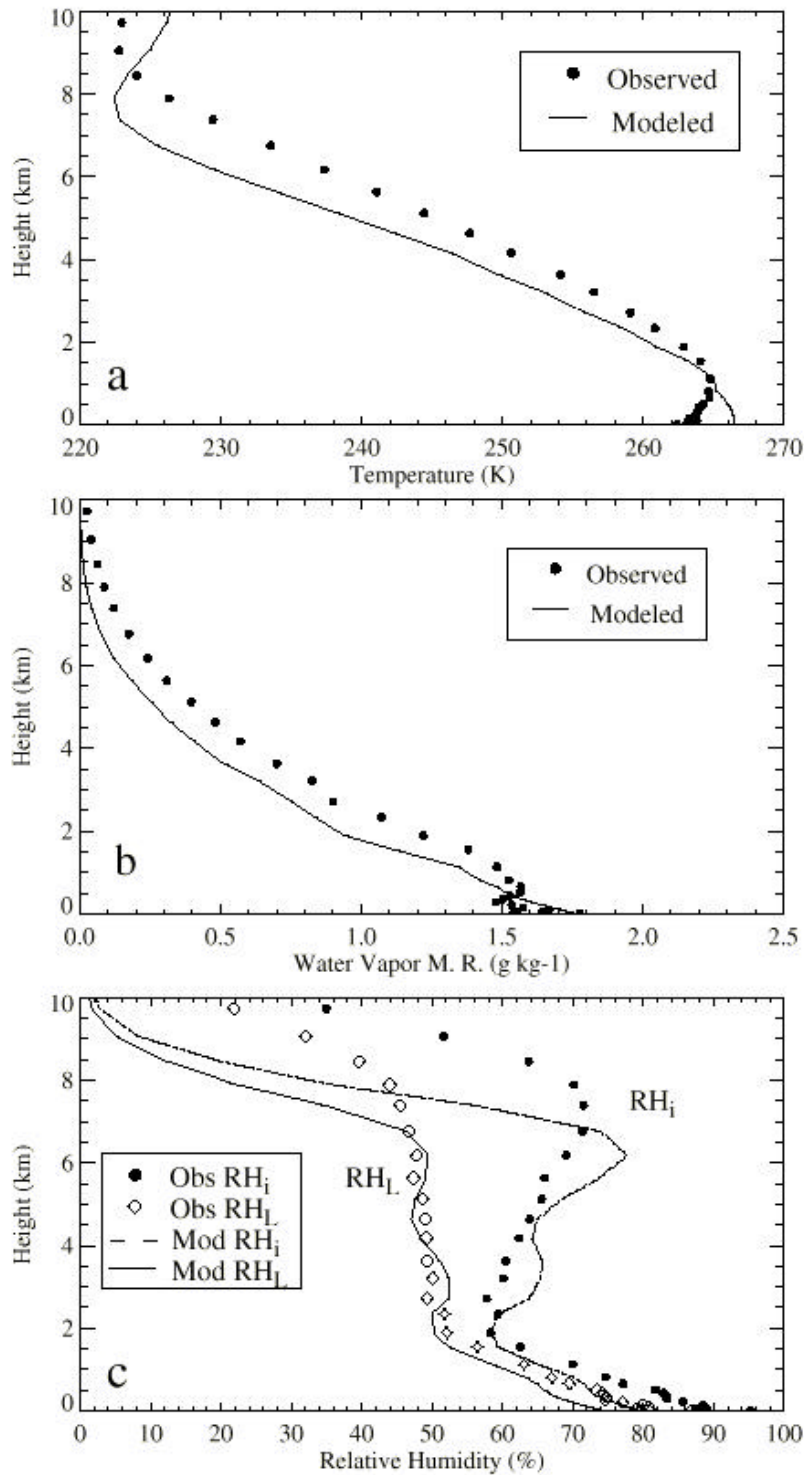 10
8
6
4
2
0
Height (km)
Observed
Modeled
a
220 230 240 250 260 270
Temperature (K)
10
8
6
4
2
0
Height (km)
Observed
Modeled
b
0.0 0.5 1.0 1.5 2.0 2.5
Water Vapor M. R. (g kg-1)
10
8
6
4
2
0
Height (km)
RHi
RHL
Obs RHi
Obs RHL
Mod RHi
Mod RHL
c
0 10 20 30 40 50 60 70 80 90 100
Relative Humidity (%)